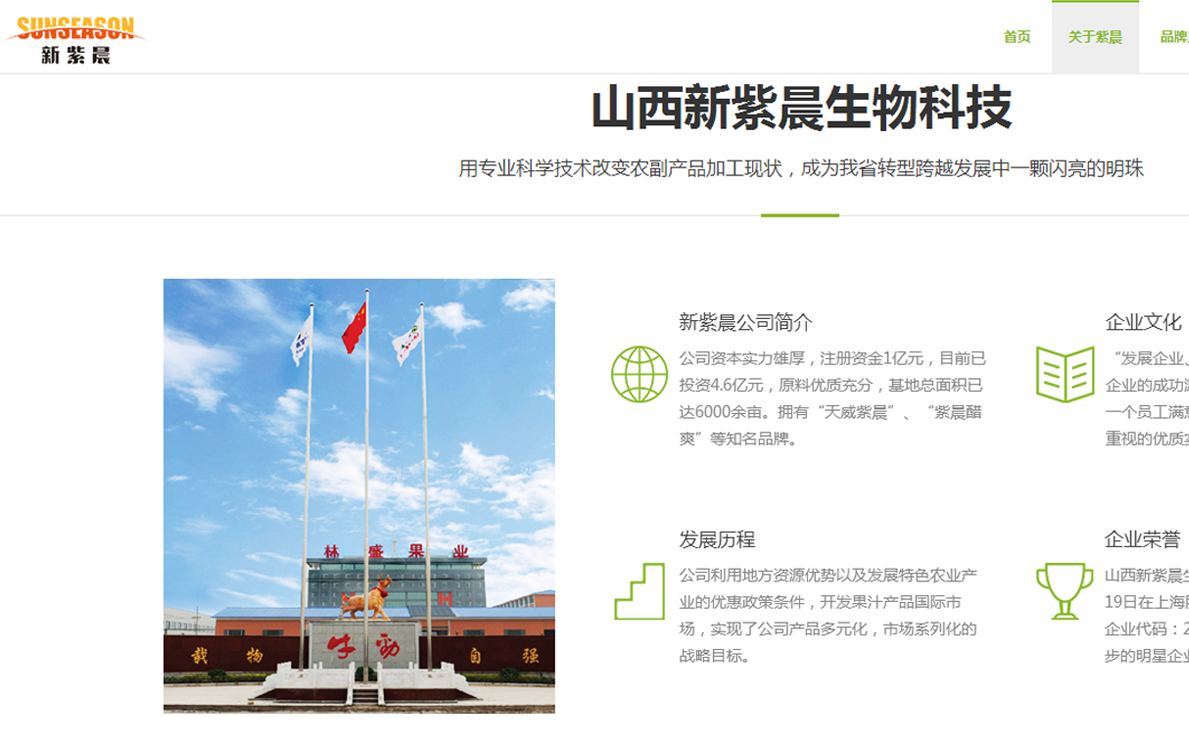 SUNSEASON
新紫晨
首页
关于紫晨
品牌
山西新紫晨生物科技
用专业科学技术改变农副产品加工现状，成为我省转型跨越发展中一颗闪亮的明珠
林盛果业
牛劲
载物
自强
新紫晨公司简介
公司资本实力雄厚，注册资金1亿元，目前已
投资4.6亿元，原料优质充分，基地总面积已
达6000余亩。拥有“天威紫晨”、“紫晨醋
爽”等知名品牌。
企业文化
“发展企业、
企业的成功
一个员工满意
重视的优质
发展历程
公司利用地方资源优势以及发展特色农业产
业的优惠政策条件，开发果汁产品国际市
场，实现了公司产品多元化，市场系列化的
战略目标。
企业荣誉
山西新紫晨
19日在上海
企业代码：2
步的明星企业